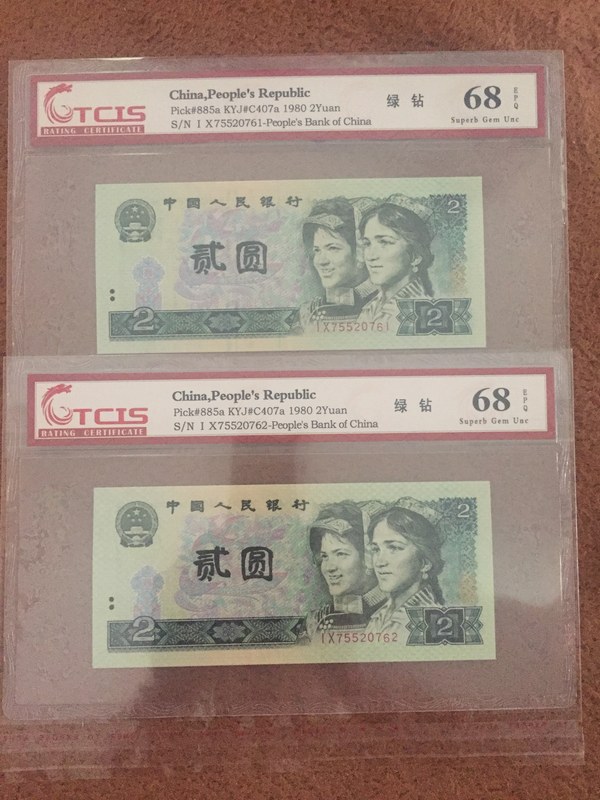 TCIS
RATING CERTIFICATE
China,People's Republic
Pick#885a KYJ#C407a 1980 2Yuan
S/N I X75520761-People's Bank of China
绿 钻
68 EPQ
Superb Gem Unc
中国人民银行
贰圆
2
2
2
IX75520761
TCIS
RATING CERTIFICATE
China,People's Republic
Pick#885a KYJ#C407a 1980 2Yuan
S/N I X75520762-People's Bank of China
绿 钻
68 EPQ
Superb Gem Unc
中国人民银行
贰圆
2
2
2
IX75520762